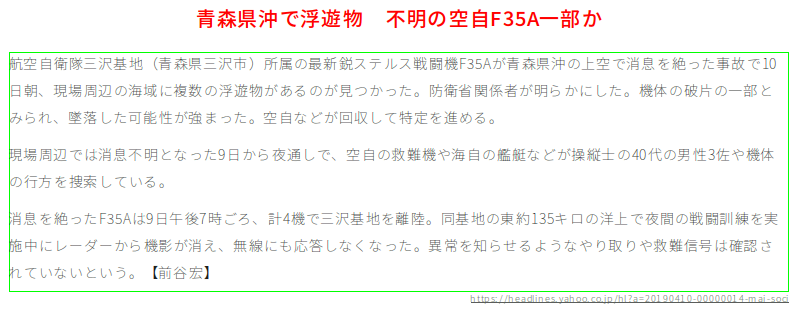 青森県沖で浮遊物　不明の空自F35A一部か
航空自衛隊三沢基地（青森県三沢市）所属の最新鋭ステルス戦闘機F35Aが青森県沖の上空で消息を絶った事故で10
日朝、現場周辺の海域に複数の浮遊物があるのが見つかった。防衛省関係者が明らかにした。機体の破片の一部と
みられ、墜落した可能性が強まった。空自などが回収して特定を進める。
現場周辺では消息不明となった9日から夜通しで、空自の救難機や海自の艦艇などが操縦士の40代の男性3佐や機体
の行方を捜索している。
消息を絶ったF35Aは9日午後7時ごろ、計4機で三沢基地を離陸。同基地の東約135キロの洋上で夜間の戦闘訓練を実
施中にレーダーから機影が消え、無線にも応答しなくなった。異常を知らせるようなやり取りや救難信号は確認さ
れていないという。【前谷宏】
https://headlines.yahoo.co.jp/hl?a=20190410-00000014-mai-soci